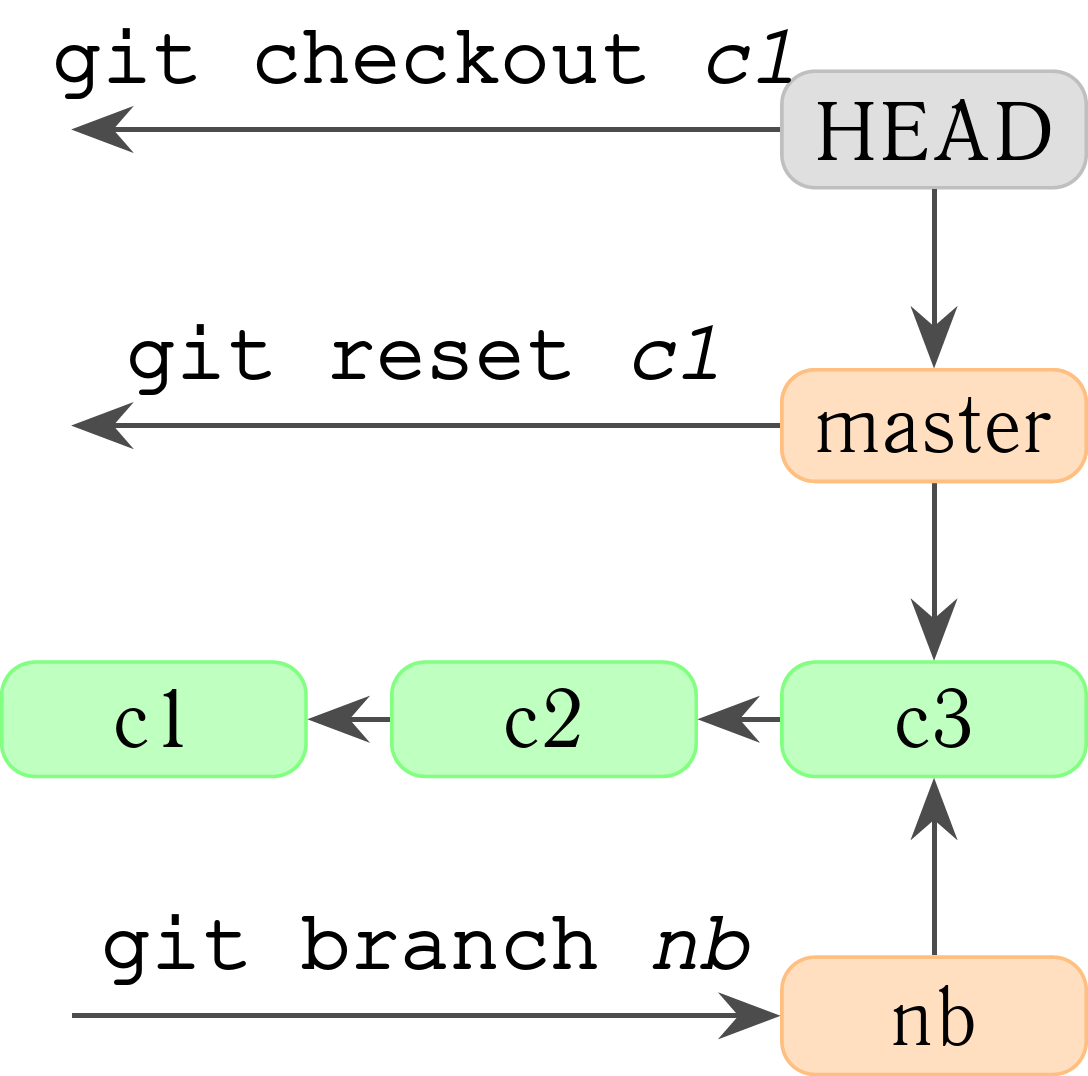 git checkout c1
HEAD
git reset c1
master
c1
c2
c3
git branch nb
nb